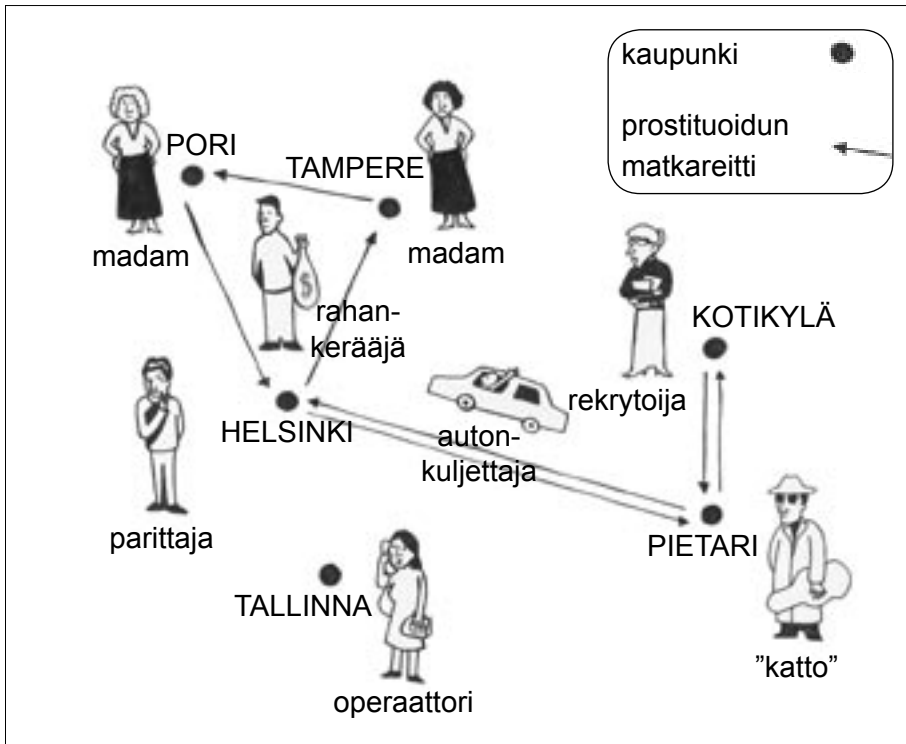 kaupunki
prostituoidun
matkareitti
PORI
TAMPERE
madam
madam
rahan-
kerääjä
KOTIKYLÄ
rekrytoija
HELSINKI
auton-
kuljettaja
parittaja
PIETARI
TALLINNA
"katto"
operaattori
$